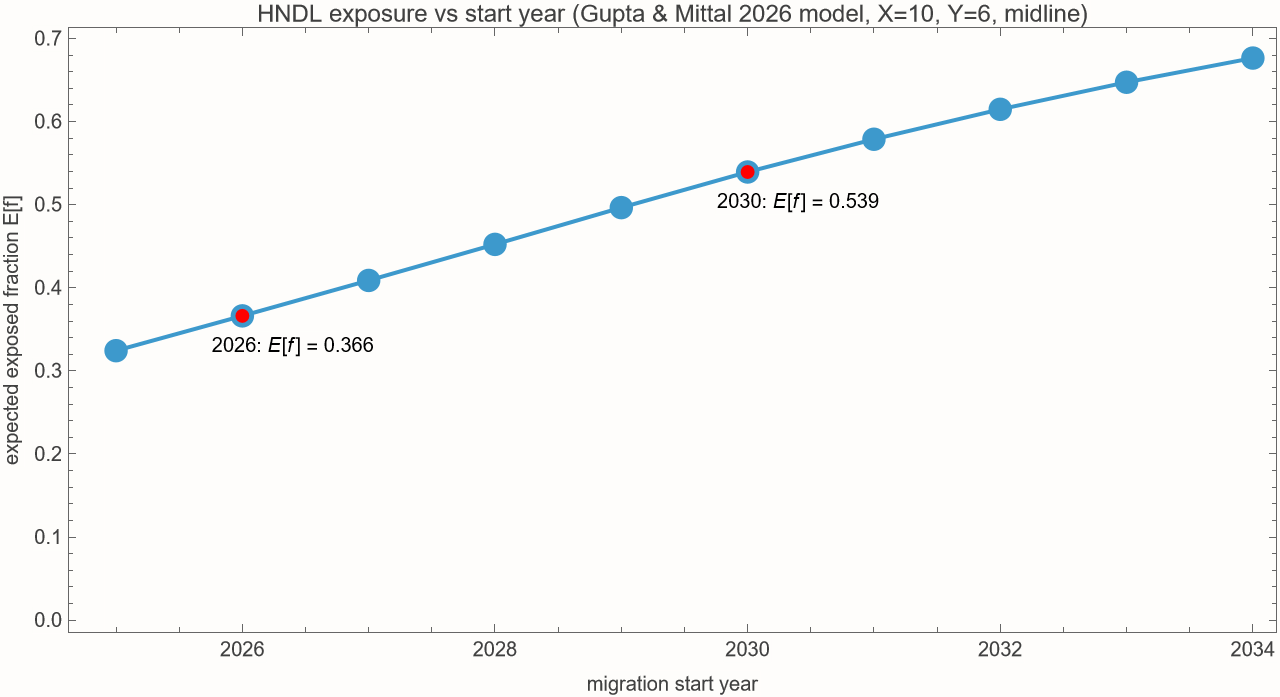 HNDL exposure vs start year (Gupta & Mittal 2026 model, X=10, Y=6, midline)
expected exposed fraction E[f]
0.7
0.6
0.5
0.4
0.3
0.2
0.1
0.0
2030: E[f] = 0.539
2026: E[f] = 0.366
2026
2028
2030
2032
2034
migration start year